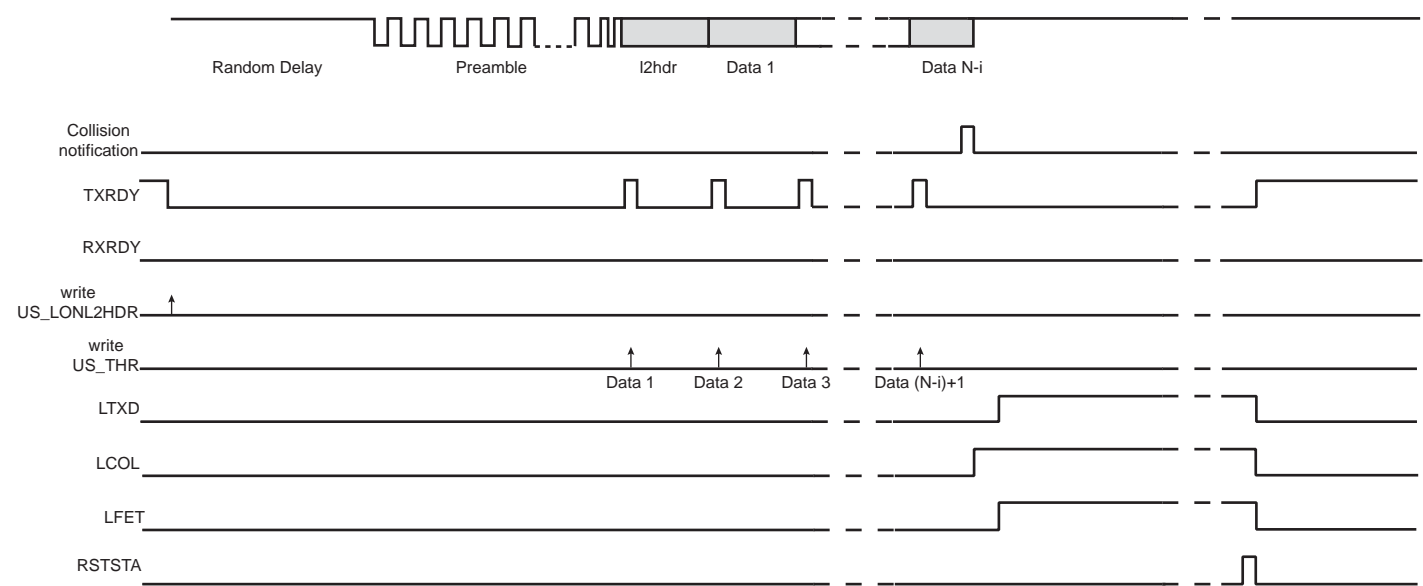 Random Delay Preamble l2hdr Data 1 Data N-i
Collision
notification
TXRDY
RXRDY
write
US_LONL2HDR
write
US_THR
Data 1 Data 2 Data 3 Data (N-i)+1
LTXD
LCOL
LFET
RSTSTA